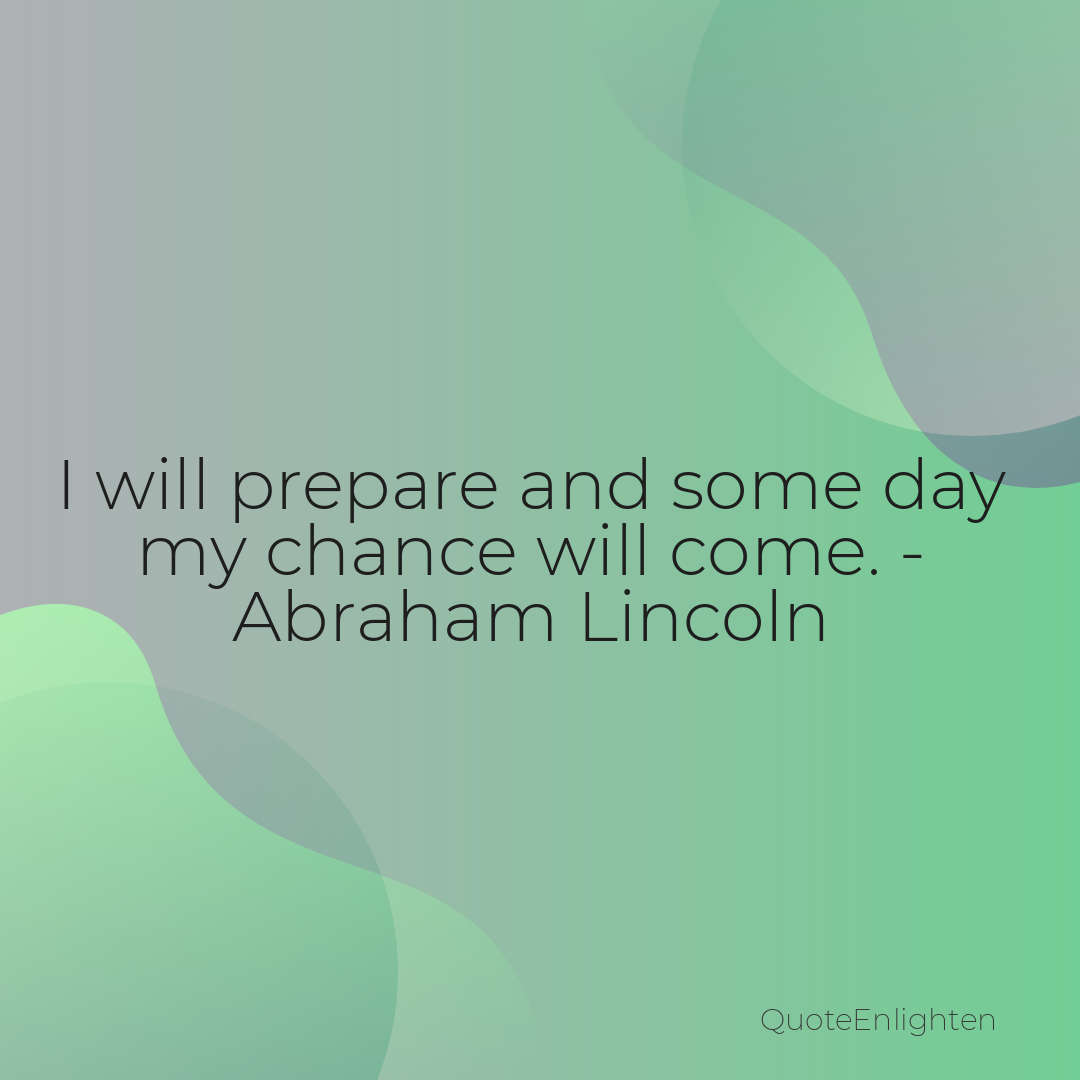 I will prepare and some day
my chance will come. -
Abraham Lincoln
QuoteEnlighten